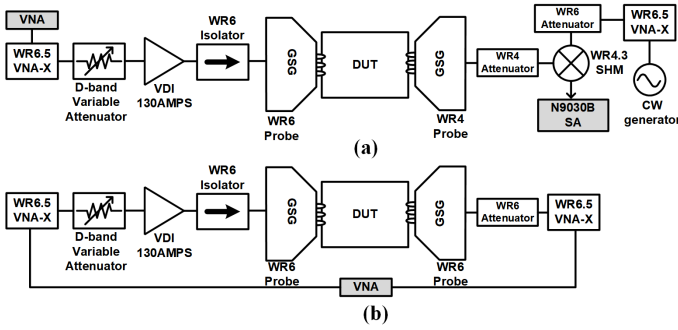 VNA
WR6.5
VNA-X
D-band
Variable
Attenuator
VDI
130AMPS
WR6
Isolator
GSG
WR6
Probe
DUT
GSG
WR4
Probe
WR4
Attenuator
WR6
Attenuator
WR4.3
SHM
WR6.5
VNA-X
CW
generator
N9030B
SA
(a)
WR6.5
VNA-X
D-band
Variable
Attenuator
VDI
130AMPS
WR6
Isolator
GSG
WR6
Probe
DUT
GSG
WR6
Probe
WR6
Attenuator
WR6.5
VNA-X
VNA
(b)